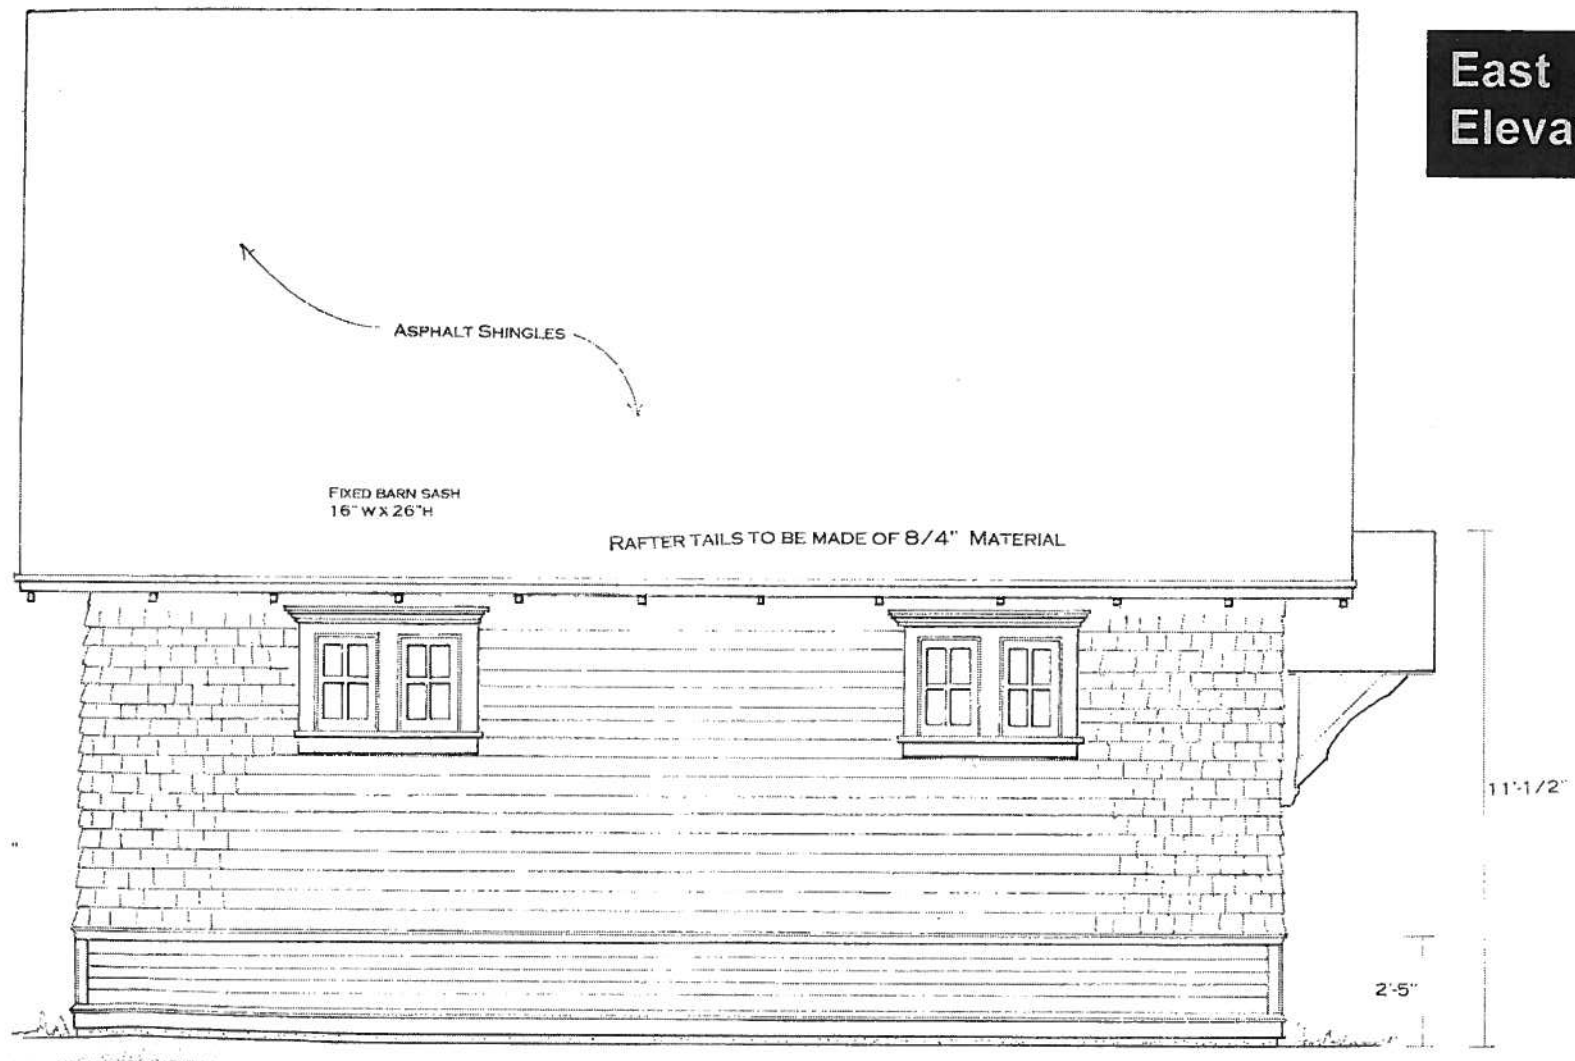 East
Eleva
ASPHALT SHINGLES
FIXED BARN SASH
16" W X 26"H
RAFTER TAILS TO BE MADE OF 8/4" MATERIAL
11'-1/2"
"
2'-5"